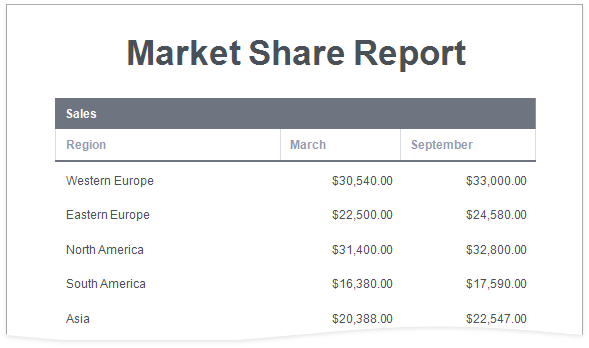 Market Share Report
Sales
Region March September
Western Europe $30,540.00 $33,000.00
Eastern Europe $22,500.00 $24,580.00
North America $31,400.00 $32,800.00
South America $16,380.00 $17,590.00
Asia $20,388.00 $22,547.00